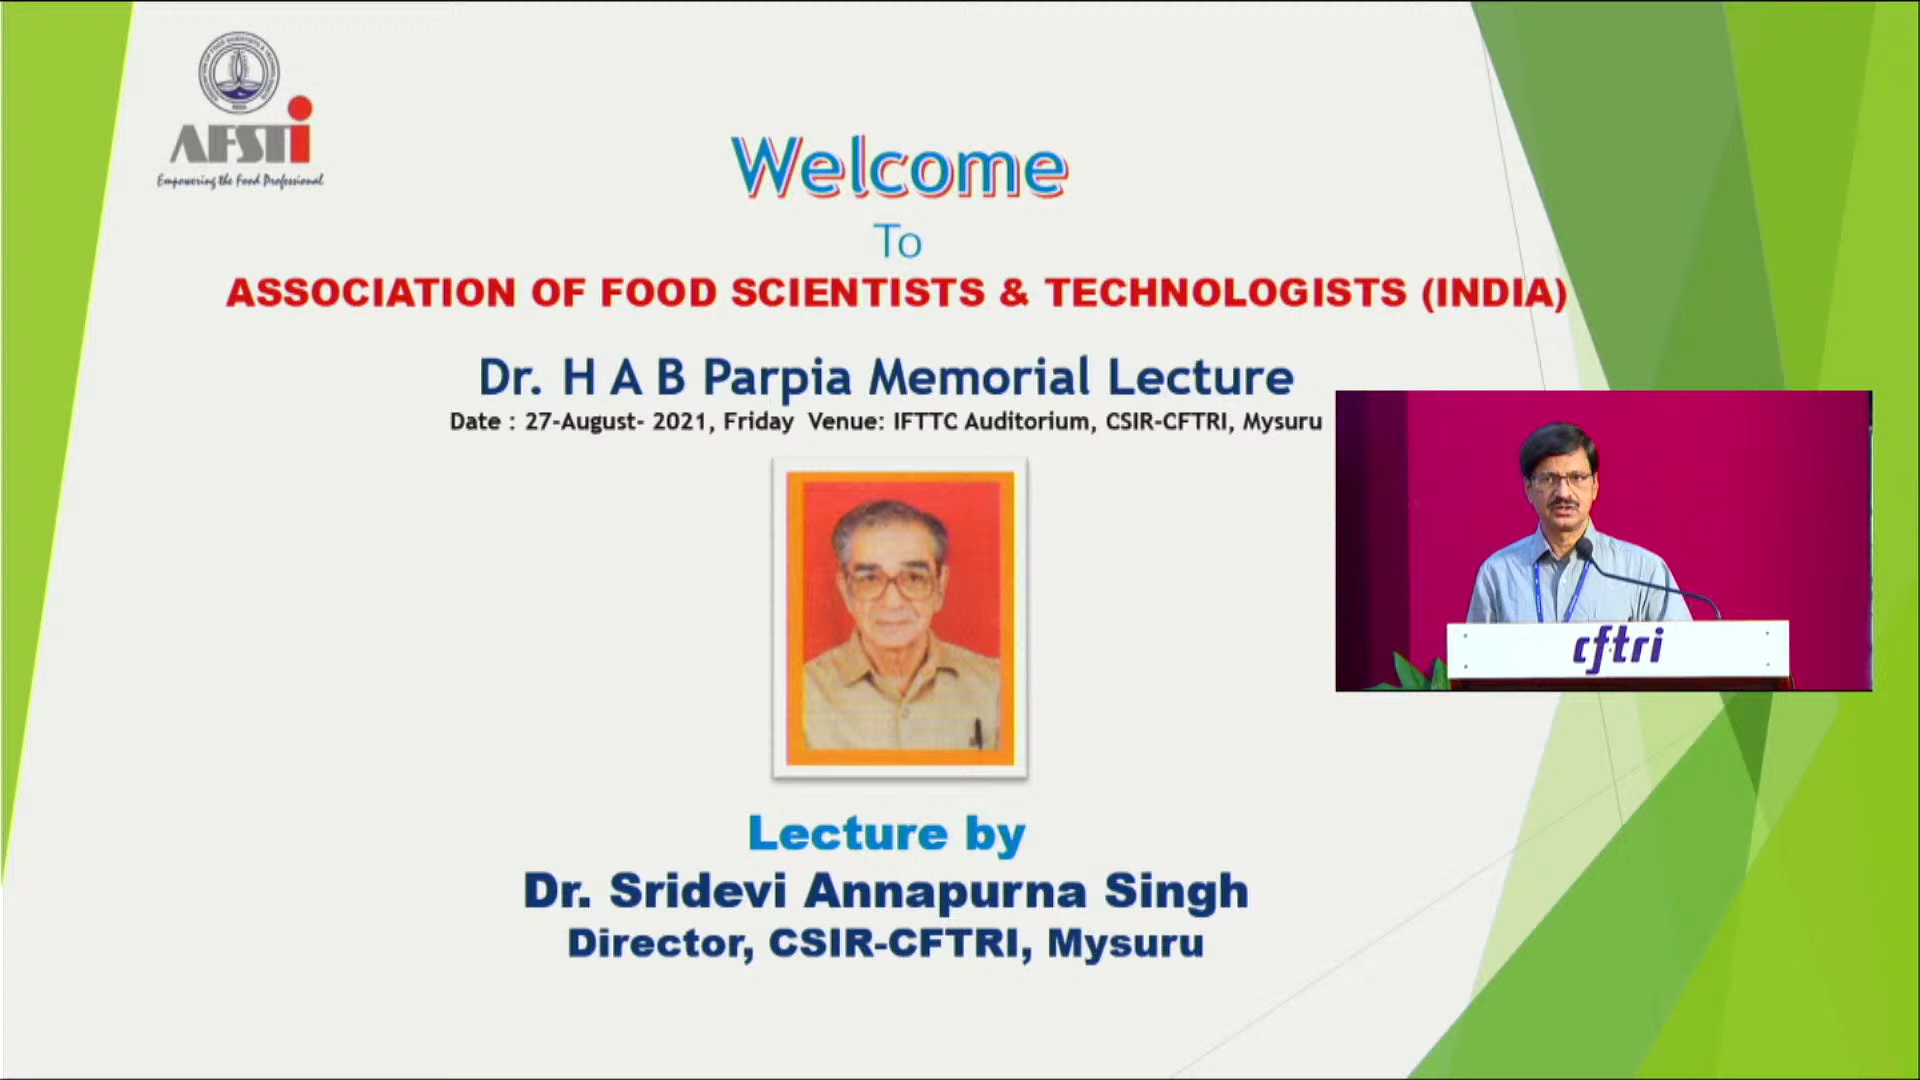 AFSTi
Empowering the Food Professional
Welcome
To
ASSOCIATION OF FOOD SCIENTISTS & TECHNOLOGISTS (INDIA)
Dr. H A B Parpia Memorial Lecture
Date : 27-August- 2021, Friday  Venue: IFTTC Auditorium, CSIR-CFTRI, Mysuru
cftri
Lecture by
Dr. Sridevi Annapurna Singh
Director, CSIR-CFTRI, Mysuru